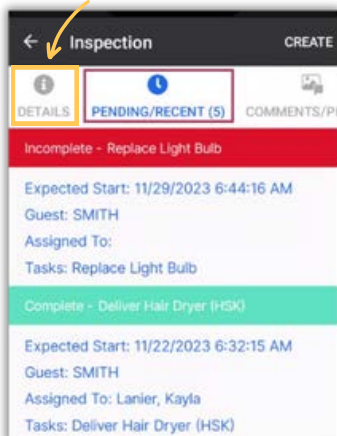 Inspection CREATE
DETAILS PENDING/RECENT (5) COMMENTS/P
Incomplete - Replace Light Bulb
Expected Start: 11/29/2023 6:44:16 AM
Guest: SMITH
Assigned To:
Tasks: Replace Light Bulb
Complete - Deliver Hair Dryer (HSK)
Expected Start: 11/22/2023 6:32:15 AM
Guest: SMITH
Assigned To: Lanier, Kayla
Tasks: Deliver Hair Dryer (HSK)